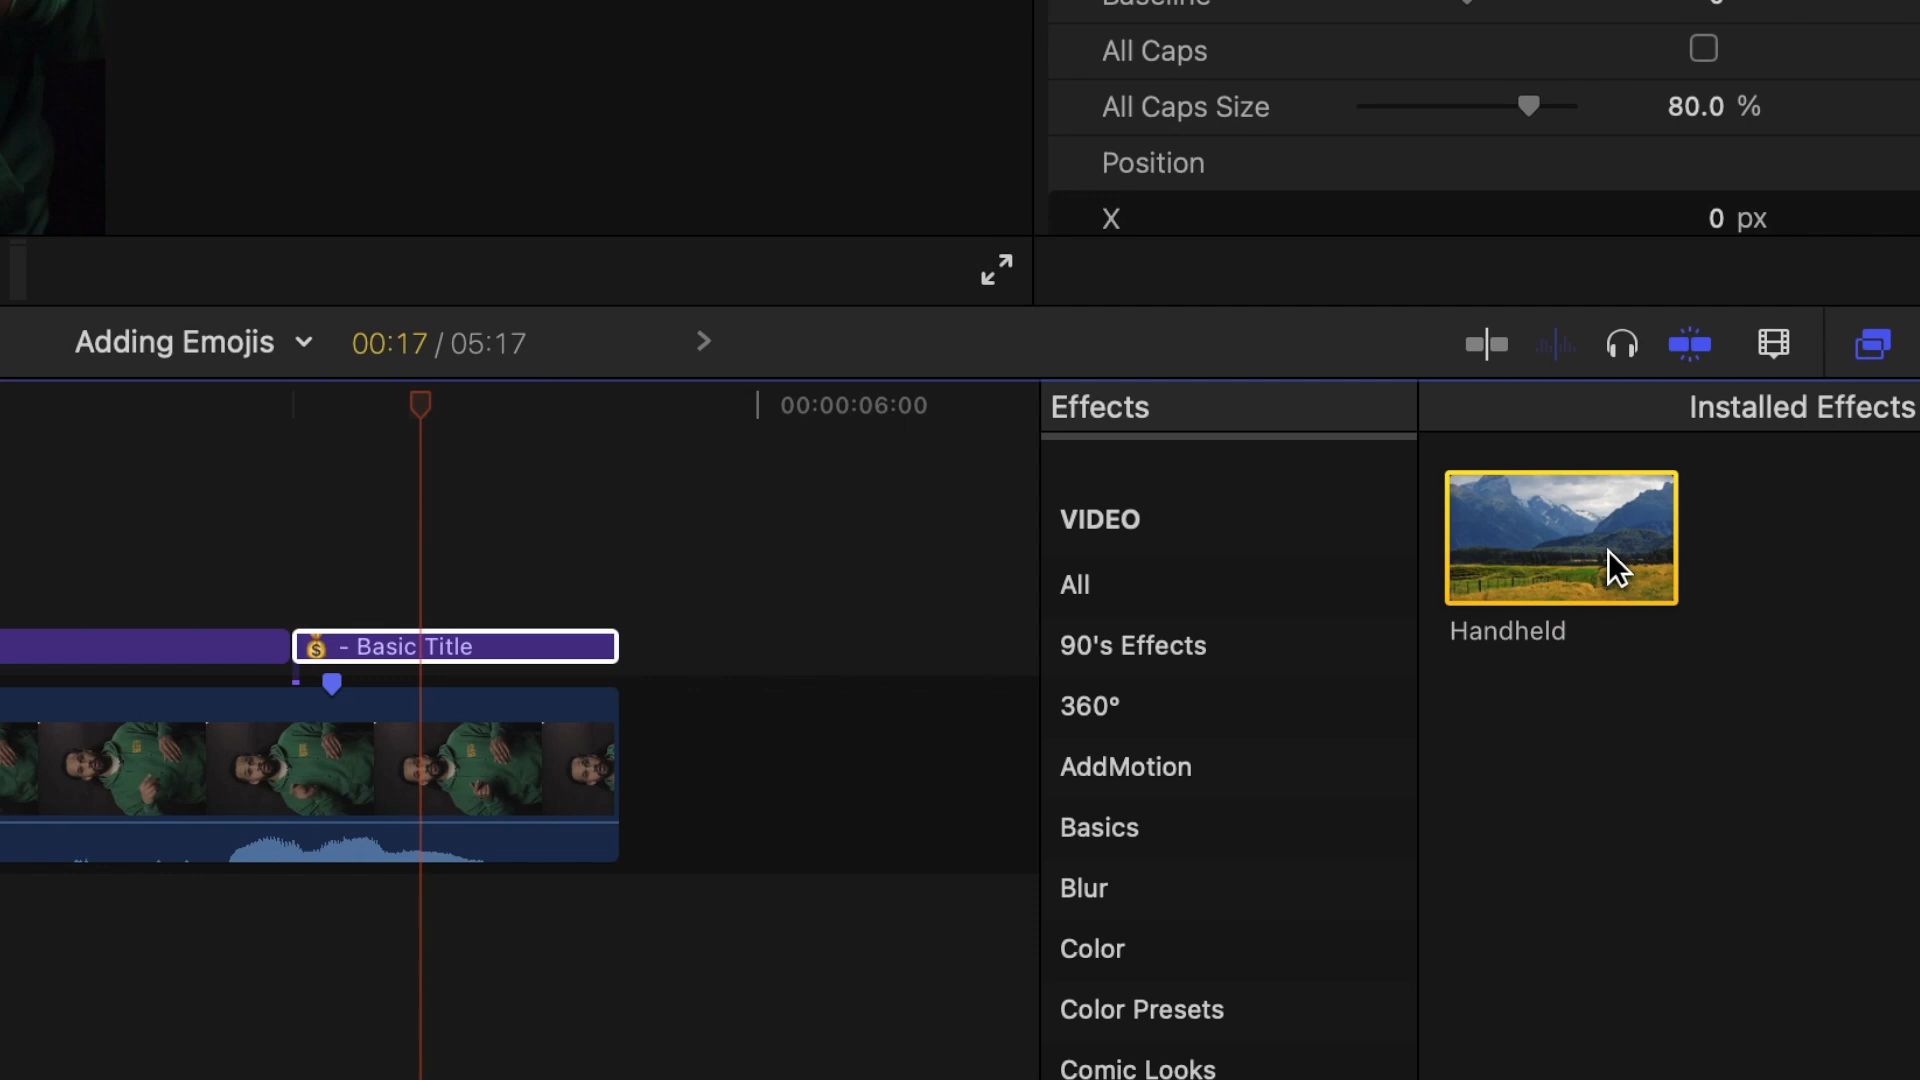 Baseline
0
All Caps
All Caps Size
80.0 %
Position
X
0 px
Adding Emojis
00:17 / 05:17
00:00:06:00
Effects
Installed Effects
VIDEO
All
90's Effects
360°
AddMotion
Basics
Blur
Color
Color Presets
Comic Looks
Handheld
💰 - Basic Title